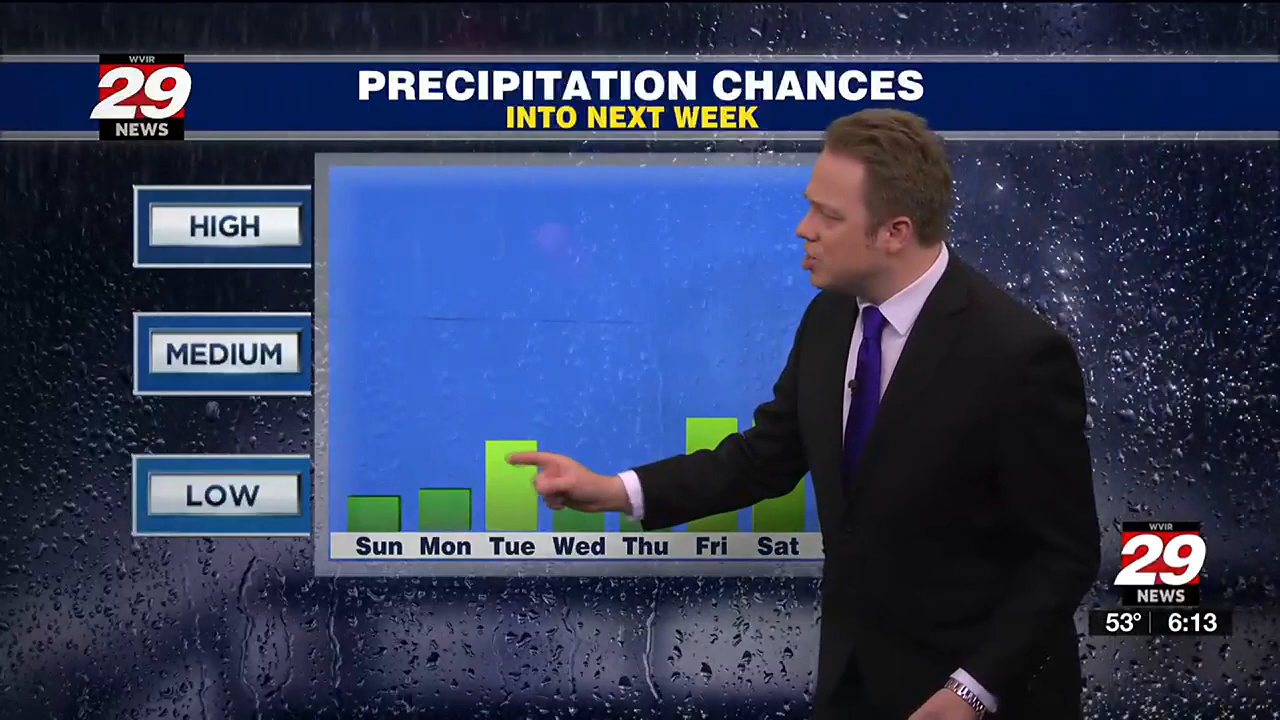 WVIR
29
NEWS
PRECIPITATION CHANCES
INTO NEXT WEEK
HIGH
MEDIUM
LOW
Sun Mon Tue Wed Thu Fri Sat
WVIR
29
NEWS
53° 6:13